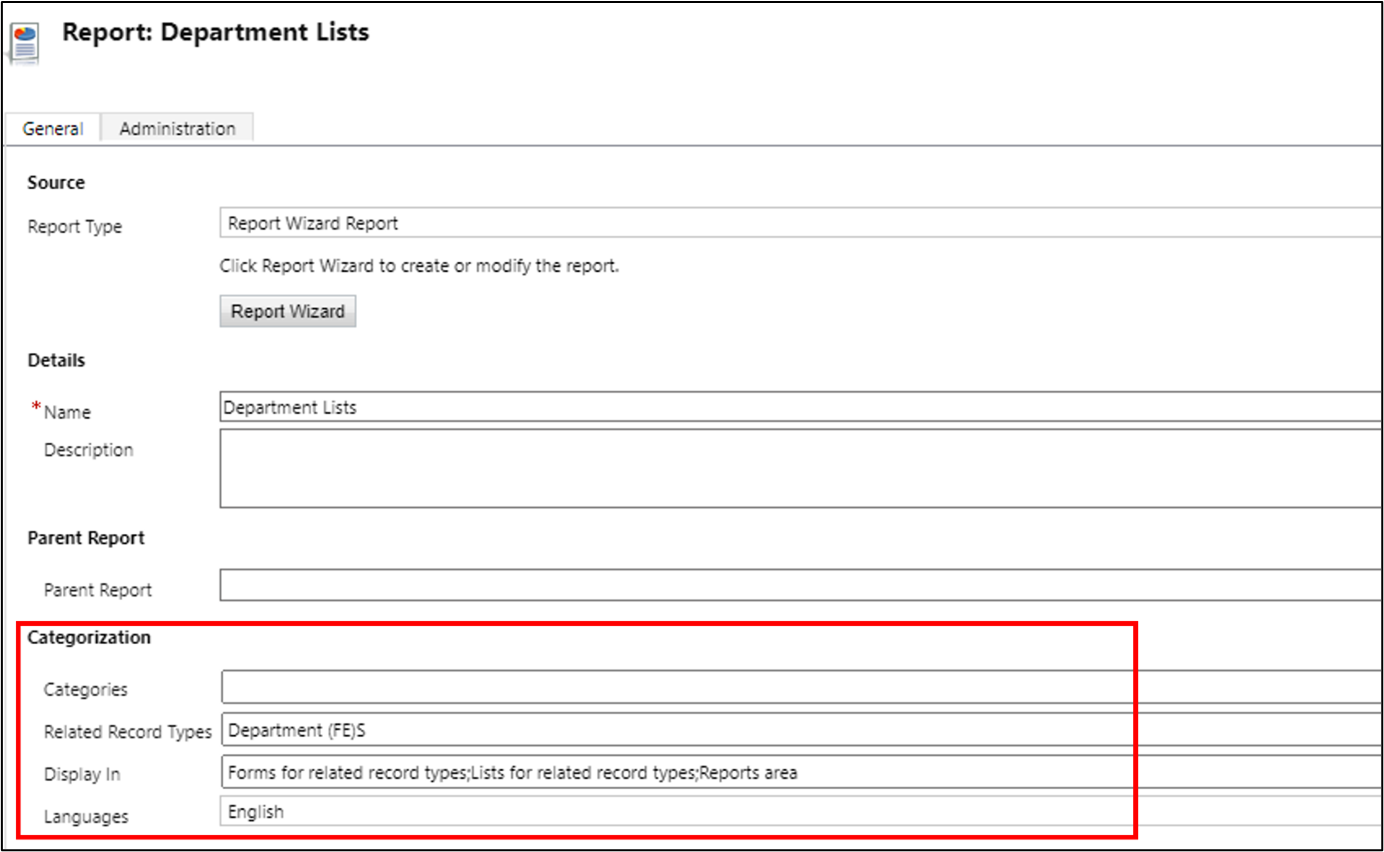 Report: Department Lists
General Administration
Source
Report Type Report Wizard Report
Click Report Wizard to create or modify the report.
Report Wizard
Details
* Name Department Lists
Description
Parent Report
Parent Report
Categorization
Categories
Related Record Types Department (FE)S
Display In Forms for related record types;Lists for related record types;Reports area
Languages English